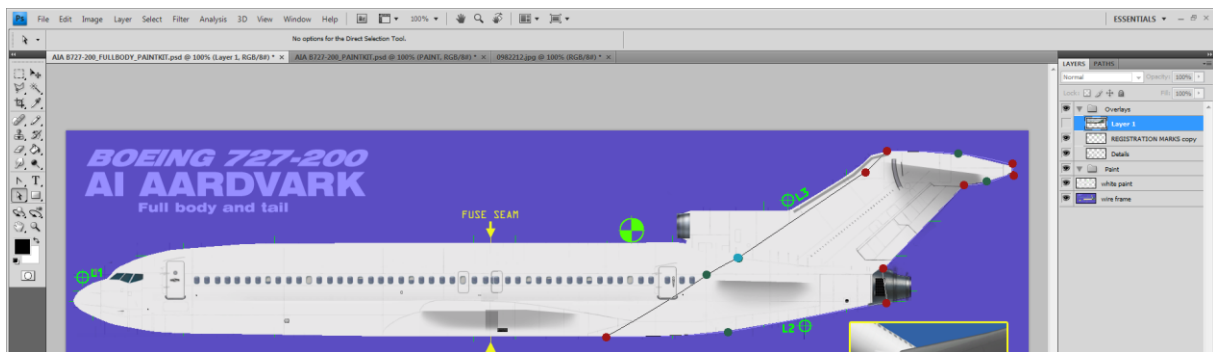 Ps File Edit Image Layer Select Filter Analysis 3D View Window Help Br 100% ESSENTIALS
No options for the Direct Selection Tool.
AIA B727-200_FULLBODY_PAINTKIT.psd @ 100% (Layer 1, RGB/8#) * × AIA B727-200_PAINTKIT.psd @ 100% (PAINT, RGB/8#) * × 0982212.jpg @ 100% (RGB/8#) * ×
LAYERS PATHS
Normal Opacity: 100%
Lock: Fill: 100%
Overlays
Layer 1
REGISTRATION MARKS copy
Details
Paint
white paint
wire frame
BOEING 727-200
AI AARDVARK
Full body and tail
FUSE SEAM
L3
L2